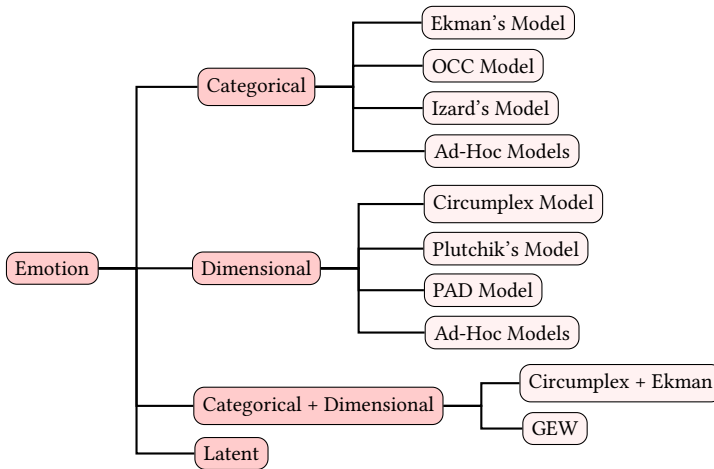 Emotion
Categorical
Ekman's Model
OCC Model
Izard's Model
Ad-Hoc Models
Dimensional
Circumplex Model
Plutchik's Model
PAD Model
Ad-Hoc Models
Categorical + Dimensional
Circumplex + Ekman
GEW
Latent